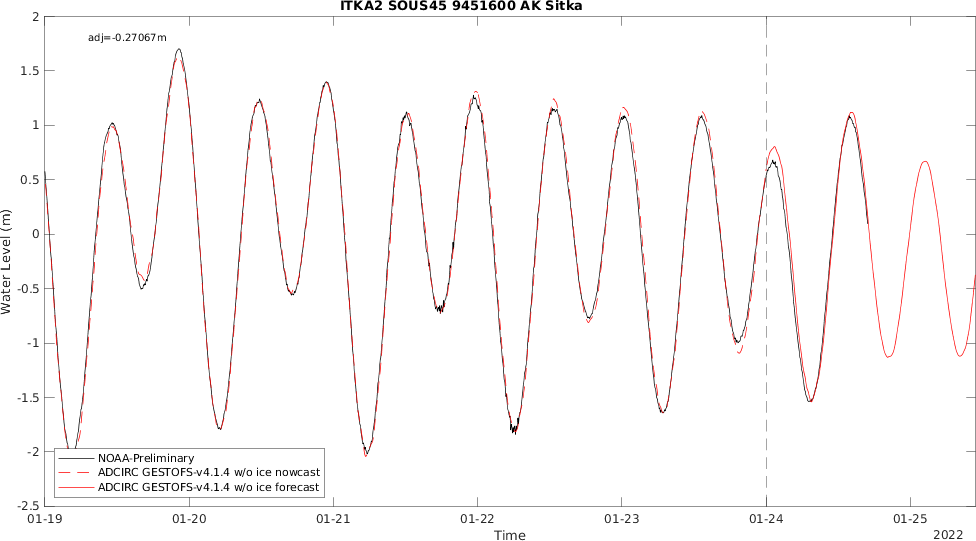 ITKA2 SOUS45 9451600 AK Sitka
adj=-0.27067m
2
1.5
1
0.5
0
-0.5
-1
-1.5
-2
-2.5
Water Level (m)
NOAA-Preliminary
ADCIRC GESTOFS-v4.1.4 w/o ice nowcast
ADCIRC GESTOFS-v4.1.4 w/o ice forecast
01-19 01-20 01-21 01-22 01-23 01-24 01-25
Time
2022